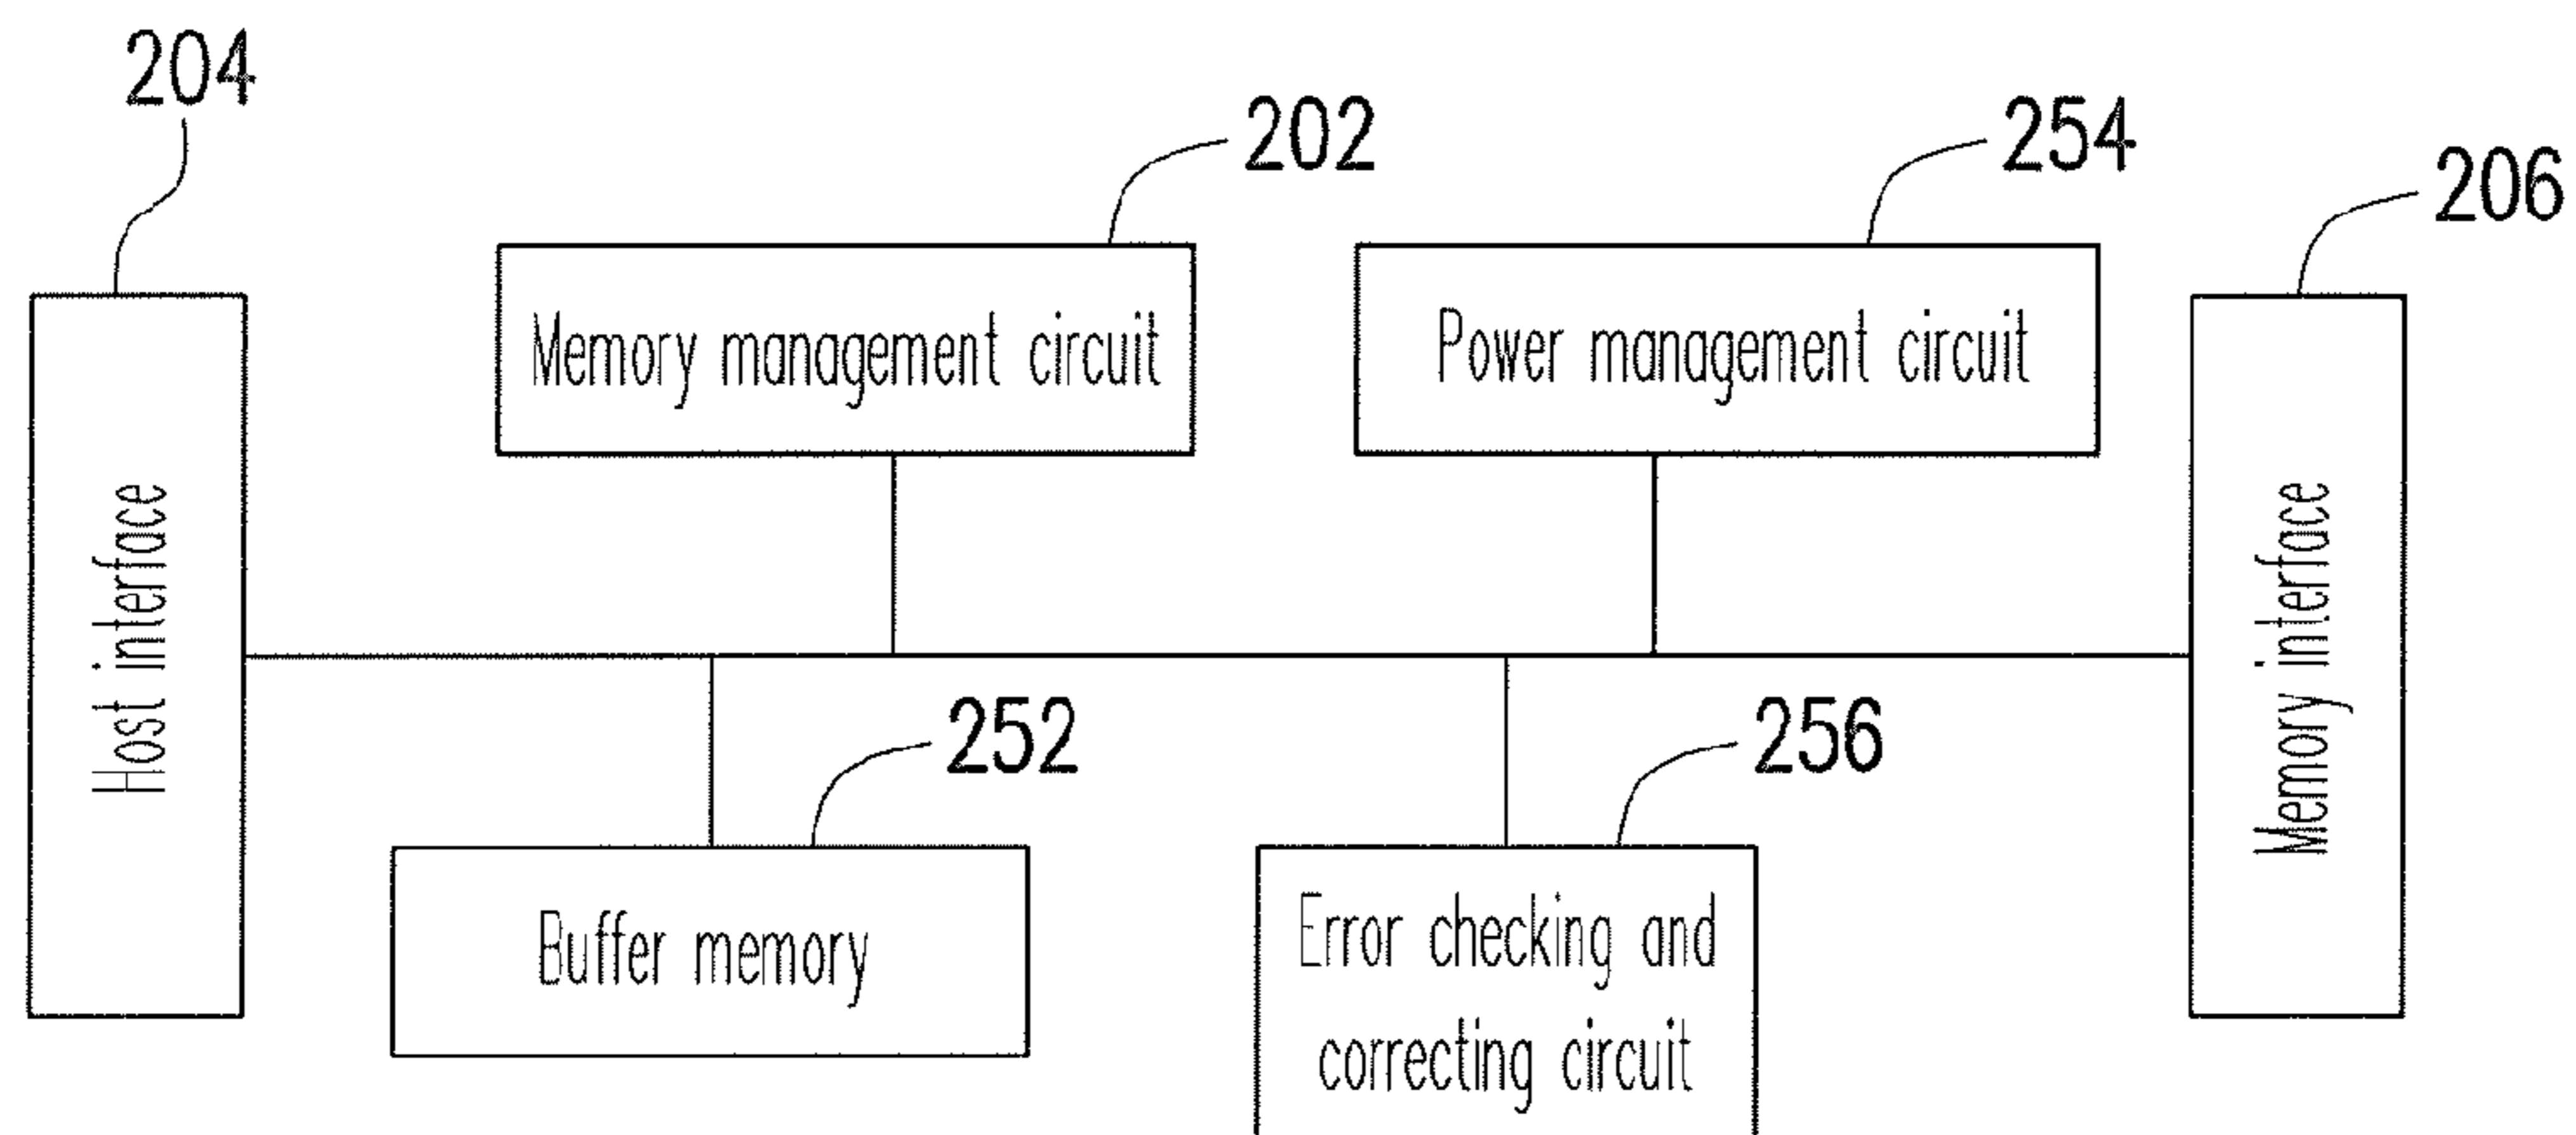 204
202
254
206
Memory management circuit
Power management circuit
Host interface
Memory interface
252
256
Buffer memory
Error checking and
correcting circuit